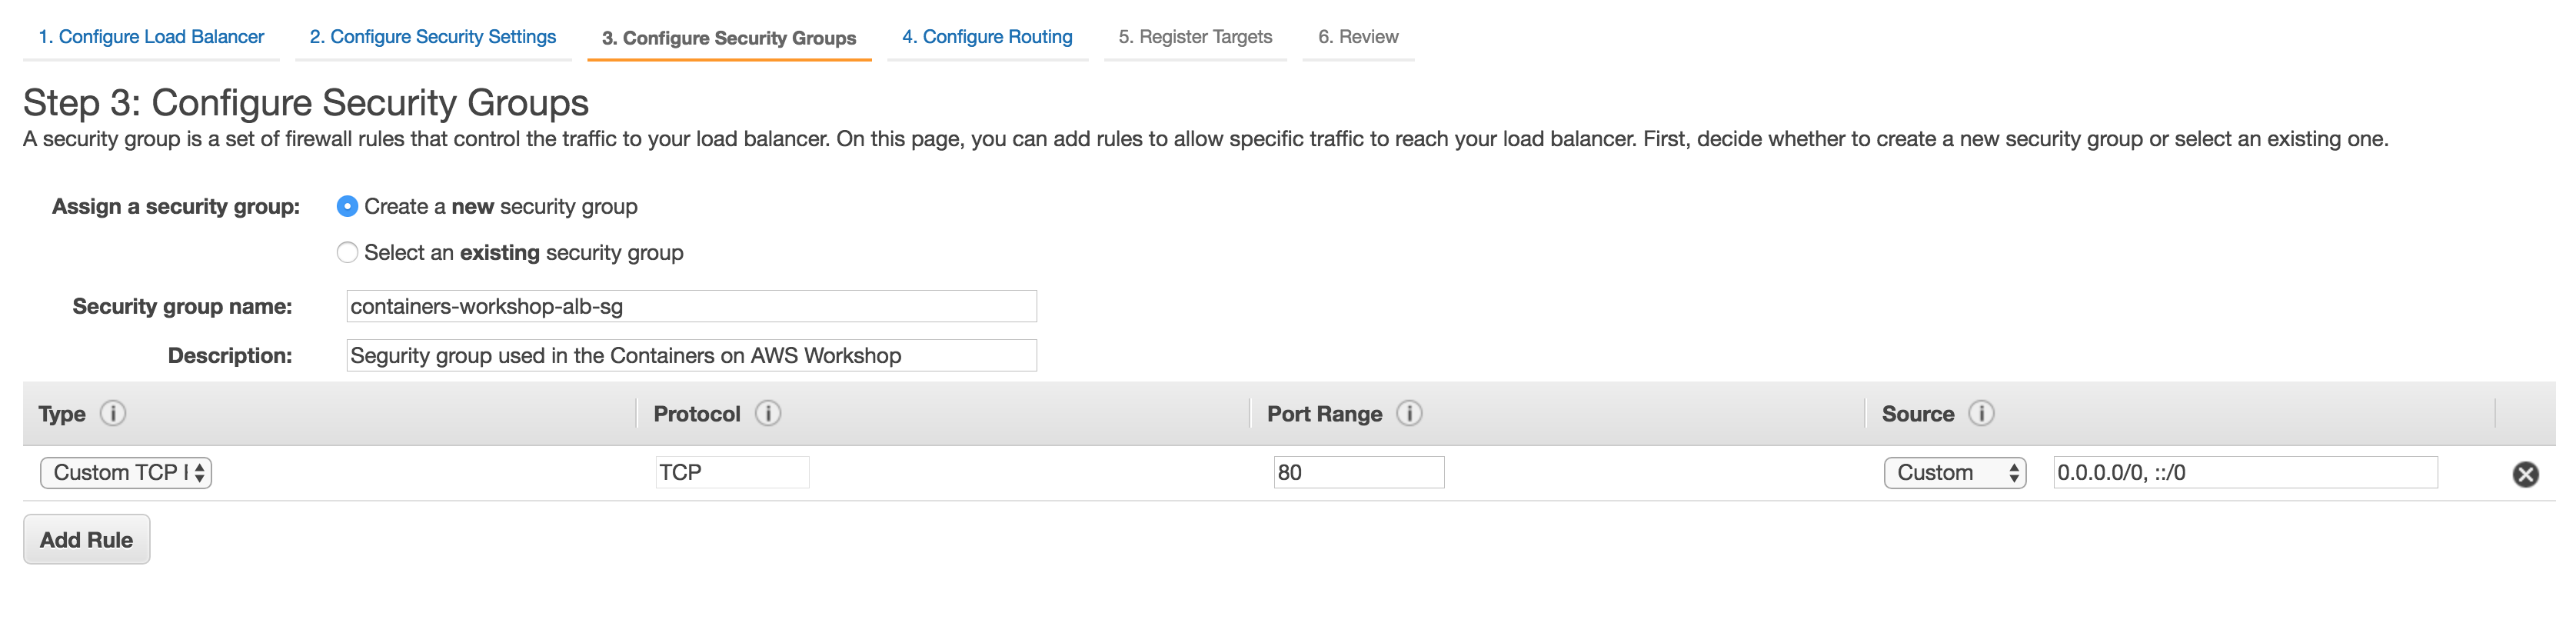 1. Configure Load Balancer 2. Configure Security Settings 3. Configure Security Groups 4. Configure Routing 5. Register Targets 6. Review
Step 3: Configure Security Groups
A security group is a set of firewall rules that control the traffic to your load balancer. On this page, you can add rules to allow specific traffic to reach your load balancer. First, decide whether to create a new security group or select an existing one.
Assign a security group: Create a new security group
Select an existing security group
Security group name: containers-workshop-alb-sg
Description: Segurity group used in the Containers on AWS Workshop
Type i Protocol i Port Range i Source i
Custom TCP TCP 80 Custom 0.0.0.0/0, ::/0
Add Rule